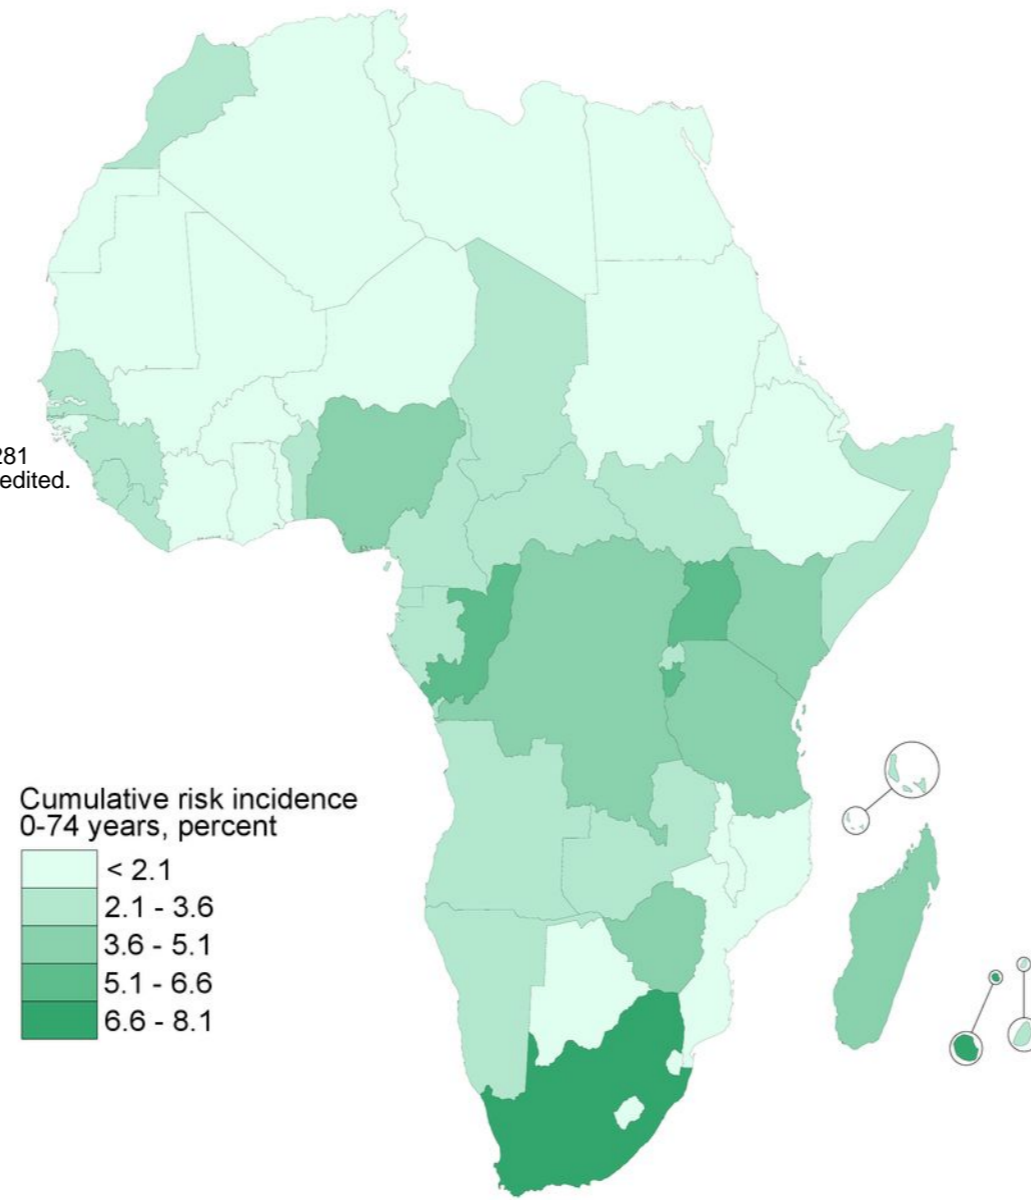 281
edited.
Cumulative risk incidence
0-74 years, percent
< 2.1
2.1 - 3.6
3.6 - 5.1
5.1 - 6.6
6.6 - 8.1